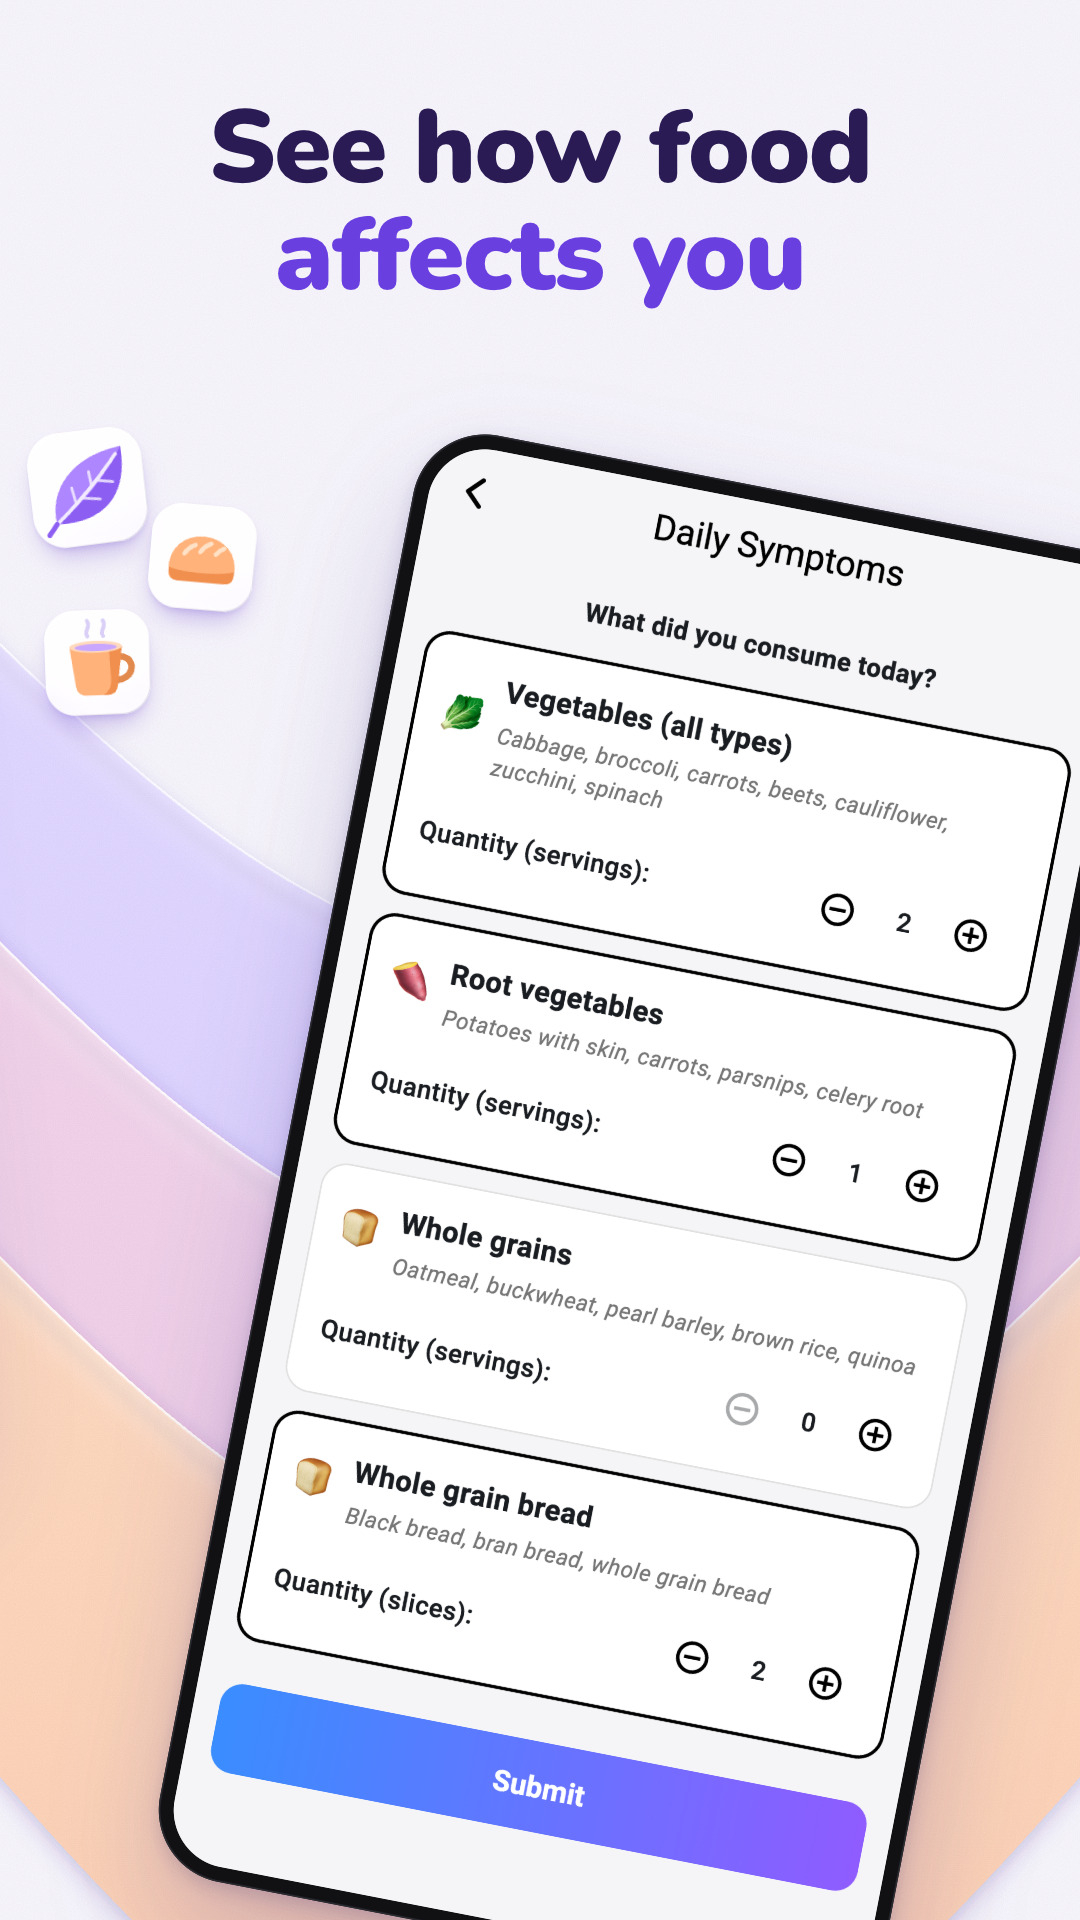 See how food
affects you
Daily Symptoms
What did you consume today?
Vegetables (all types)
Cabbage, broccoli, carrots, beets, cauliflower,
zucchini, spinach
Quantity (servings):
2
Root vegetables
Potatoes with skin, carrots, parsnips, celery root
Quantity (servings):
1
Whole grains
Oatmeal, buckwheat, pearl barley, brown rice, quinoa
Quantity (servings):
0
Whole grain bread
Black bread, bran bread, whole grain bread
Quantity (slices):
2
Submit